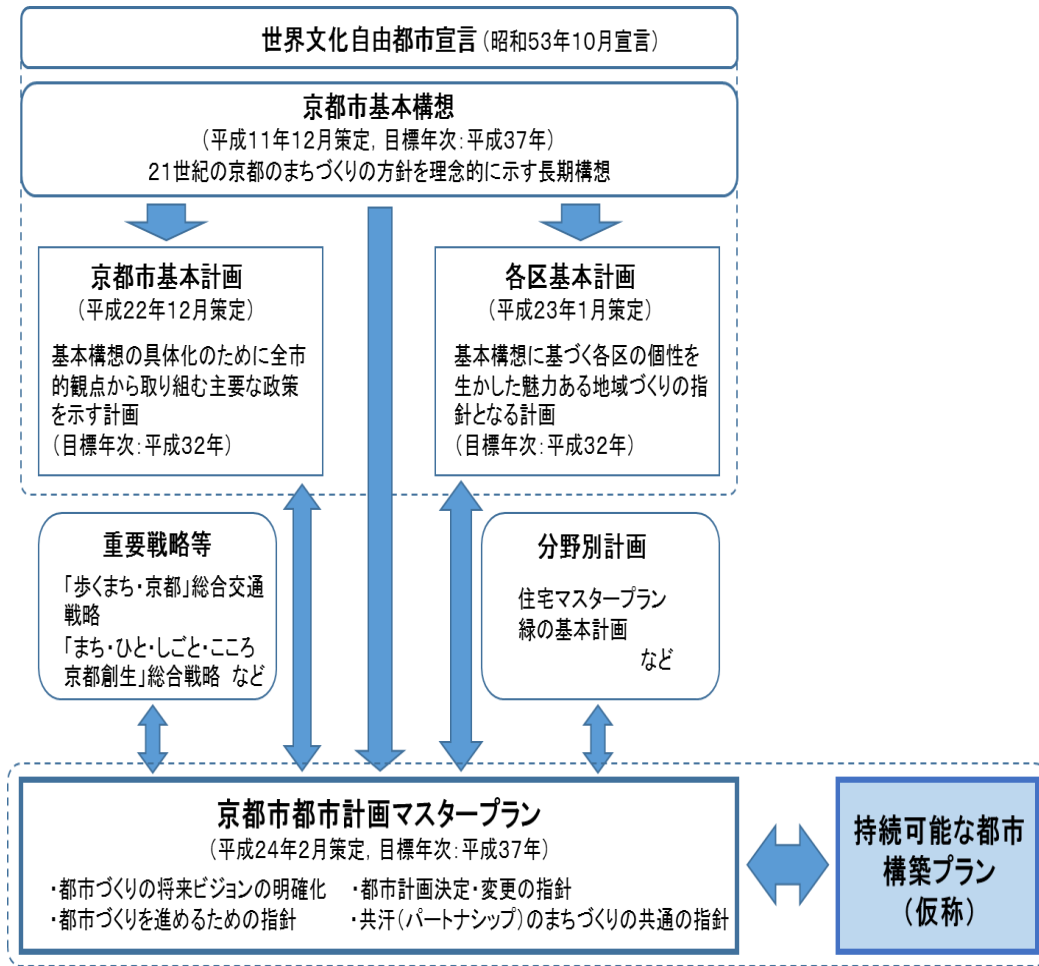 世界文化自由都市宣言(昭和53年10月宣言)
京都市基本構想
(平成11年12月策定,目標年次:平成37年)
21世紀の京都のまちづくりの方針を理念的に示す長期構想
京都市基本計画
(平成22年12月策定)
基本構想の具体化のために全市
的観点から取り組む主要な政策
を示す計画
(目標年次:平成32年)
各区基本計画
(平成23年1月策定)
基本構想に基づく各区の個性を
生かした魅力ある地域づくりの指
針となる計画
(目標年次:平成32年)
重要戦略等
「歩くまち・京都」総合交通
戦略
「まち・ひと・しごと・こころ
京都創生」総合戦略 など
分野別計画
住宅マスタープラン
緑の基本計画
など
京都市都市計画マスタープラン
(平成24年2月策定,目標年次:平成37年)
・都市づくりの将来ビジョンの明確化 ・都市計画決定・変更の指針
・都市づくりを進めるための指針 ・共汗(パートナシップ)のまちづくりの共通の指針
持続可能な都市
構築プラン
(仮称)